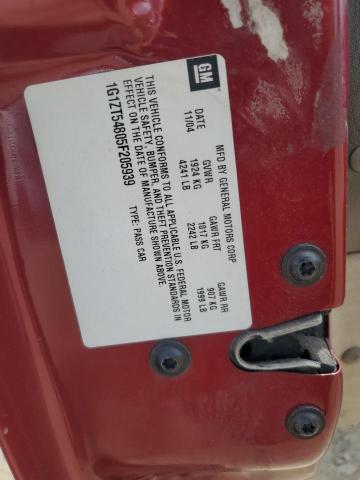 GM
MFD BY GENERAL MOTORS CORP
DATE GVWR GAWR FRT GAWR RR
11/04 1924 KG 1017 KG 907 KG
4241 LB 2242 LB 1999 LB
THIS VEHICLE CONFORMS TO ALL APPLICABLE U.S. FEDERAL MOTOR
VEHICLE SAFETY, BUMPER, AND THEFT PREVENTION STANDARDS IN
EFFECT ON THE DATE OF MANUFACTURE SHOWN ABOVE.
1G1ZT54805F205939 TYPE: PASS CAR